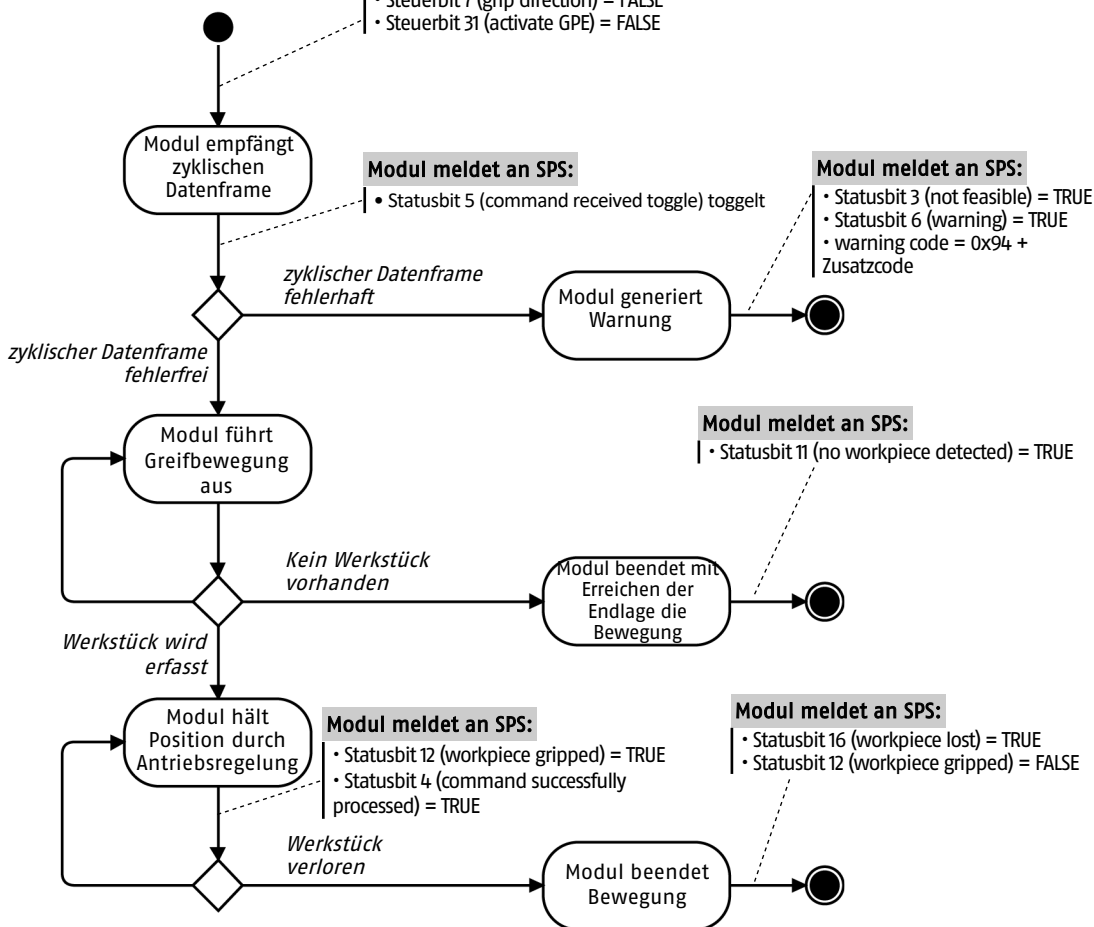 • Steuerbit 7 (grip direction) = FALSE
• Steuerbit 31 (activate GPE) = FALSE
Modul empfängt
zyklischen
Datenframe
Modul meldet an SPS:
• Statusbit 5 (command received toggle) toggelt
Modul meldet an SPS:
• Statusbit 3 (not feasible) = TRUE
• Statusbit 6 (warning) = TRUE
• warning code = 0x94 +
Zusatzcode
zyklischer Datenframe
fehlerhaft
Modul generiert
Warnung
zyklischer Datenframe
fehlerfrei
Modul führt
Greifbewegung
aus
Modul meldet an SPS:
• Statusbit 11 (no workpiece detected) = TRUE
Kein Werkstück
vorhanden
Modul beendet mit
Erreichen der
Endlage die
Bewegung
Werkstück wird
erfasst
Modul hält
Position durch
Antriebsregelung
Modul meldet an SPS:
• Statusbit 12 (workpiece gripped) = TRUE
• Statusbit 4 (command successfully
processed) = TRUE
Modul meldet an SPS:
• Statusbit 16 (workpiece lost) = TRUE
• Statusbit 12 (workpiece gripped) = FALSE
Werkstück
verloren
Modul beendet
Bewegung